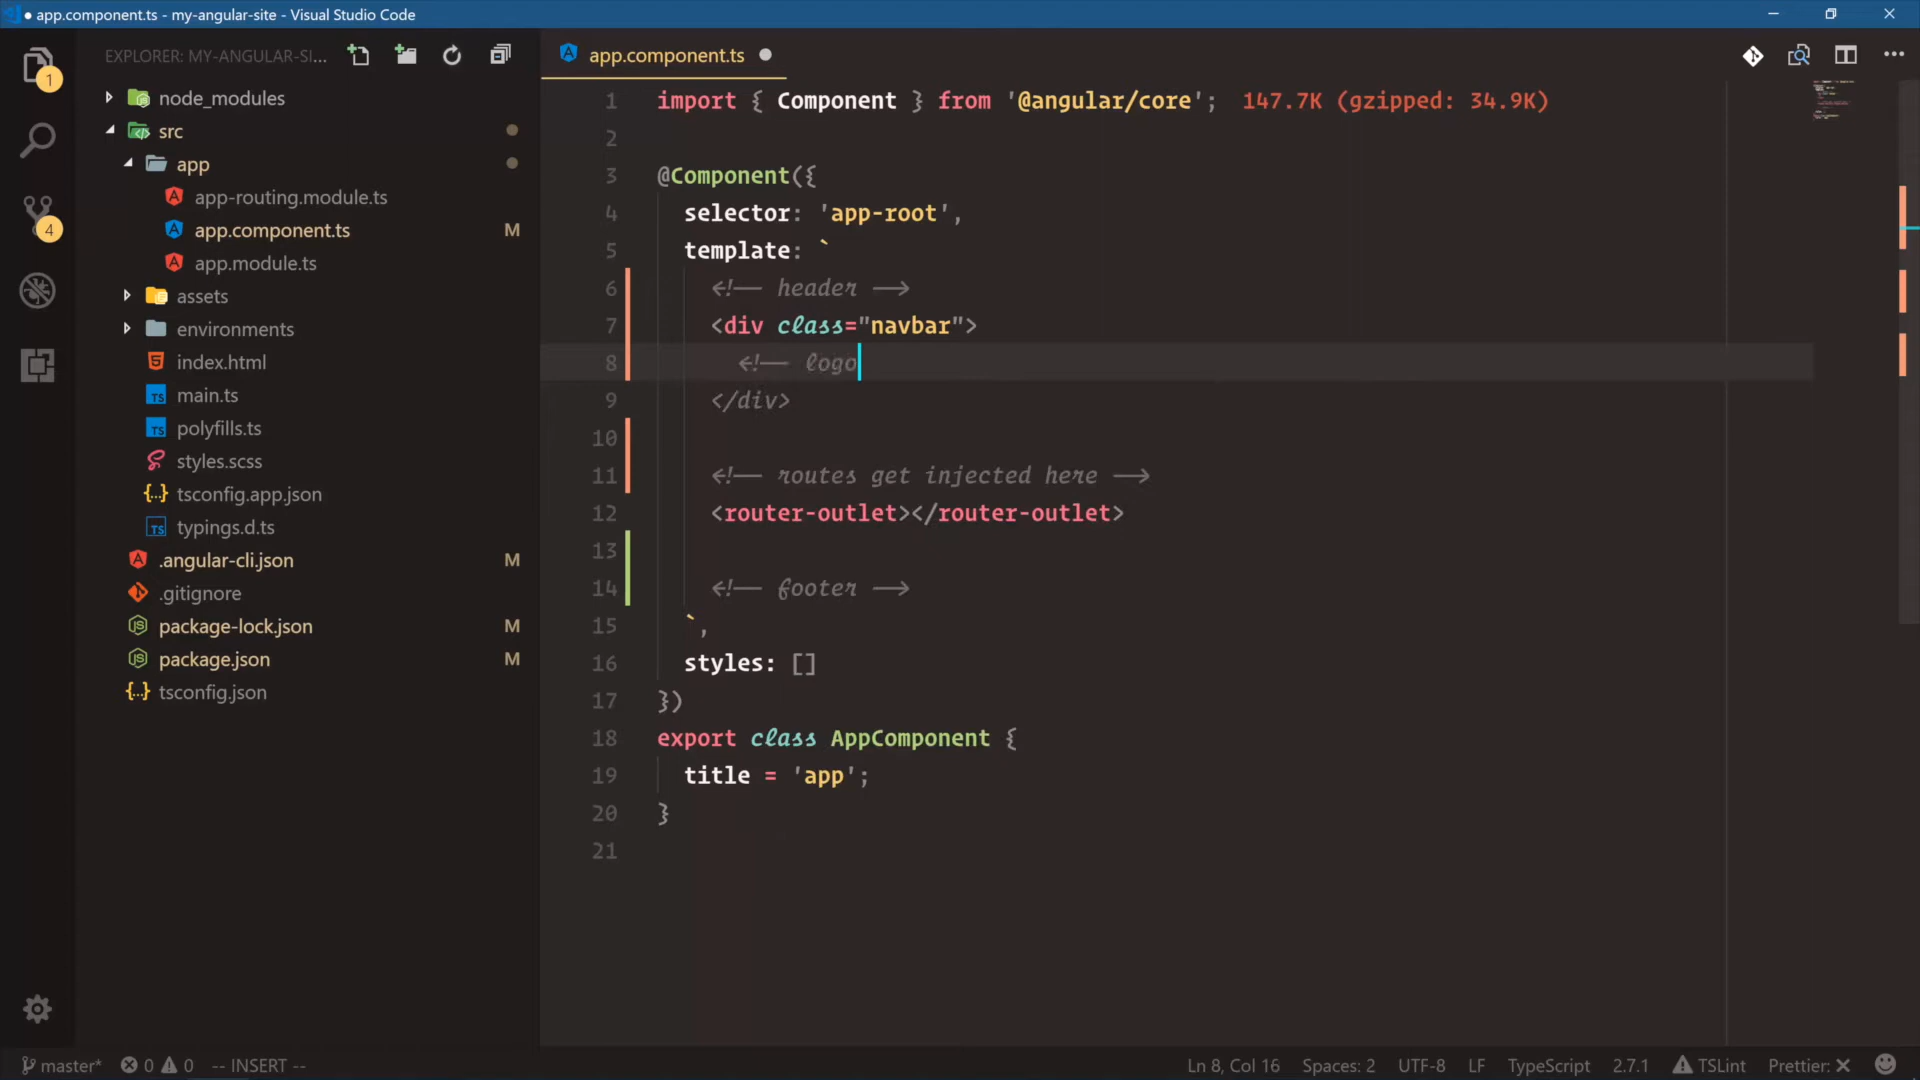 app.component.ts - my-angular-site - Visual Studio Code
EXPLORER: MY-ANGULAR-SI...
1
4
node_modules
src
app
app-routing.module.ts
app.component.ts M
app.module.ts
assets
environments
index.html
main.ts
polyfills.ts
styles.scss
tsconfig.app.json
typings.d.ts
.angular-cli.json M
.gitignore
package-lock.json M
package.json M
tsconfig.json
app.component.ts
1 import { Component } from '@angular/core'; 147.7K (gzipped: 34.9K)
2
3 @Component({
4 selector: 'app-root',
5 template: `
6 <!-- header -->
7 <div class="navbar">
8 <!-- logo
9 </div>
10
11 <!-- routes get injected here -->
12 <router-outlet></router-outlet>
13
14 <!-- footer -->
15 `,
16 styles: []
17 })
18 export class AppComponent {
19 title = 'app';
20 }
21
master* 0 0 -- INSERT -- Ln 8, Col 16 Spaces: 2 UTF-8 LF TypeScript 2.7.1 TSLint Prettier: ✕